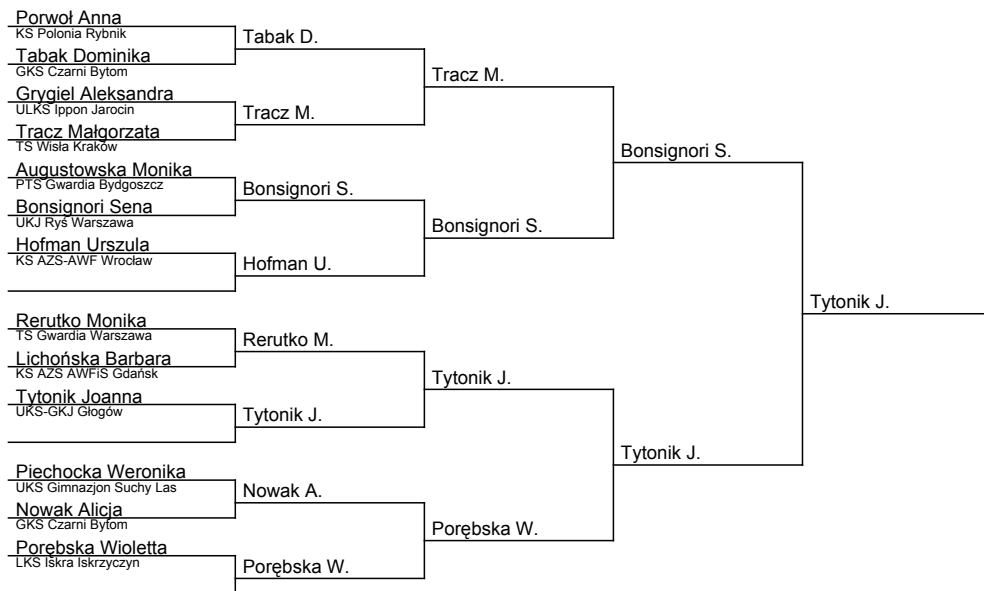 Porwoł Anna
KS Polonia Rybnik
Tabak Dominika
GKS Czarni Bytom
Grygiel Aleksandra
ULKS Ippon Jarocin
Tracz Małgorzata
TS Wisła Kraków
Augustowska Monika
PTS Gwardia Bydgoszcz
Bonsignori Sena
UKJ Ryś Warszawa
Hofman Urszula
KS AZS-AWF Wrocław
Rerutko Monika
TS Gwardia Warszawa
Lichońska Barbara
KS AZS AWFiS Gdańsk
Tytonik Joanna
UKS-GKJ Głogów
Piechocka Weronika
UKS Gimnazjon Suchy Las
Nowak Alicja
GKS Czarni Bytom
Porębska Wioletta
LKS Iskra Iskrzyczyn
Tabak D.
Tracz M.
Bonsignori S.
Hofman U.
Rerutko M.
Tytonik J.
Nowak A.
Porębska W.
Tracz M.
Bonsignori S.
Tytonik J.
Porębska W.
Bonsignori S.
Tytonik J.
Tytonik J.